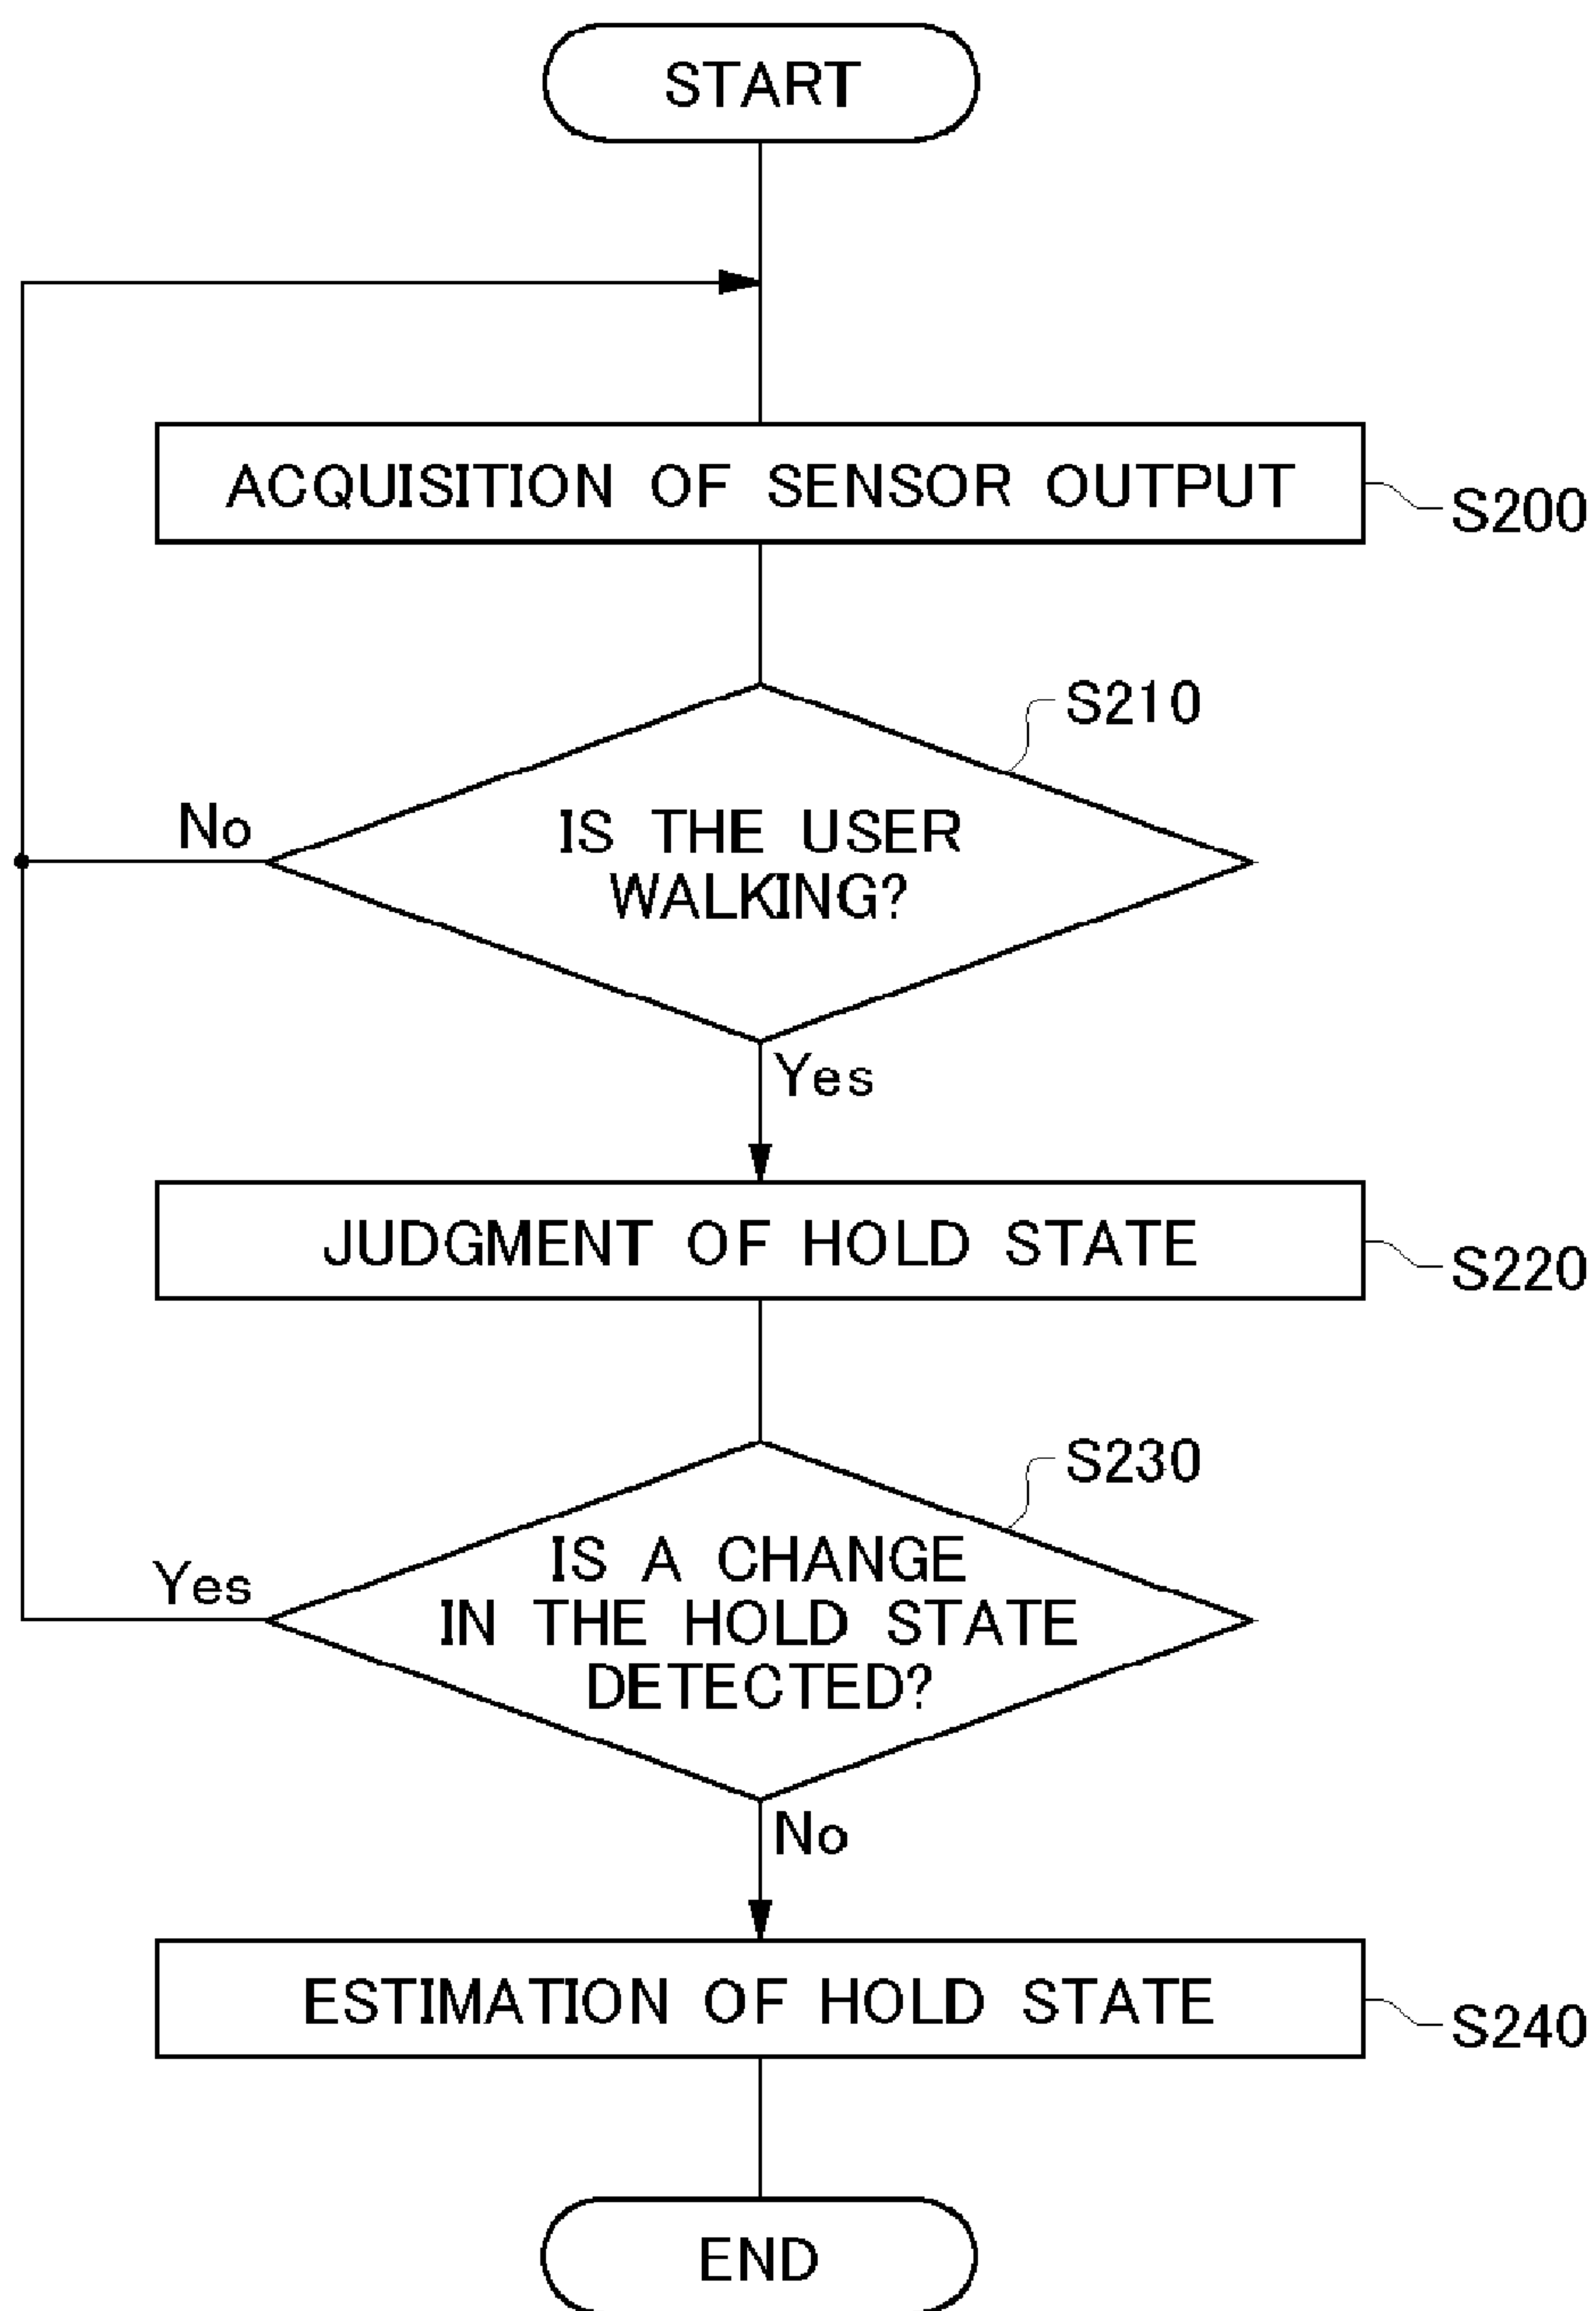 START
ACQUISITION OF SENSOR OUTPUT
S200
S210
No
IS THE USER
WALKING?
Yes
JUDGMENT OF HOLD STATE
S220
S230
Yes
IS A CHANGE
IN THE HOLD STATE
DETECTED?
No
ESTIMATION OF HOLD STATE
S240
END